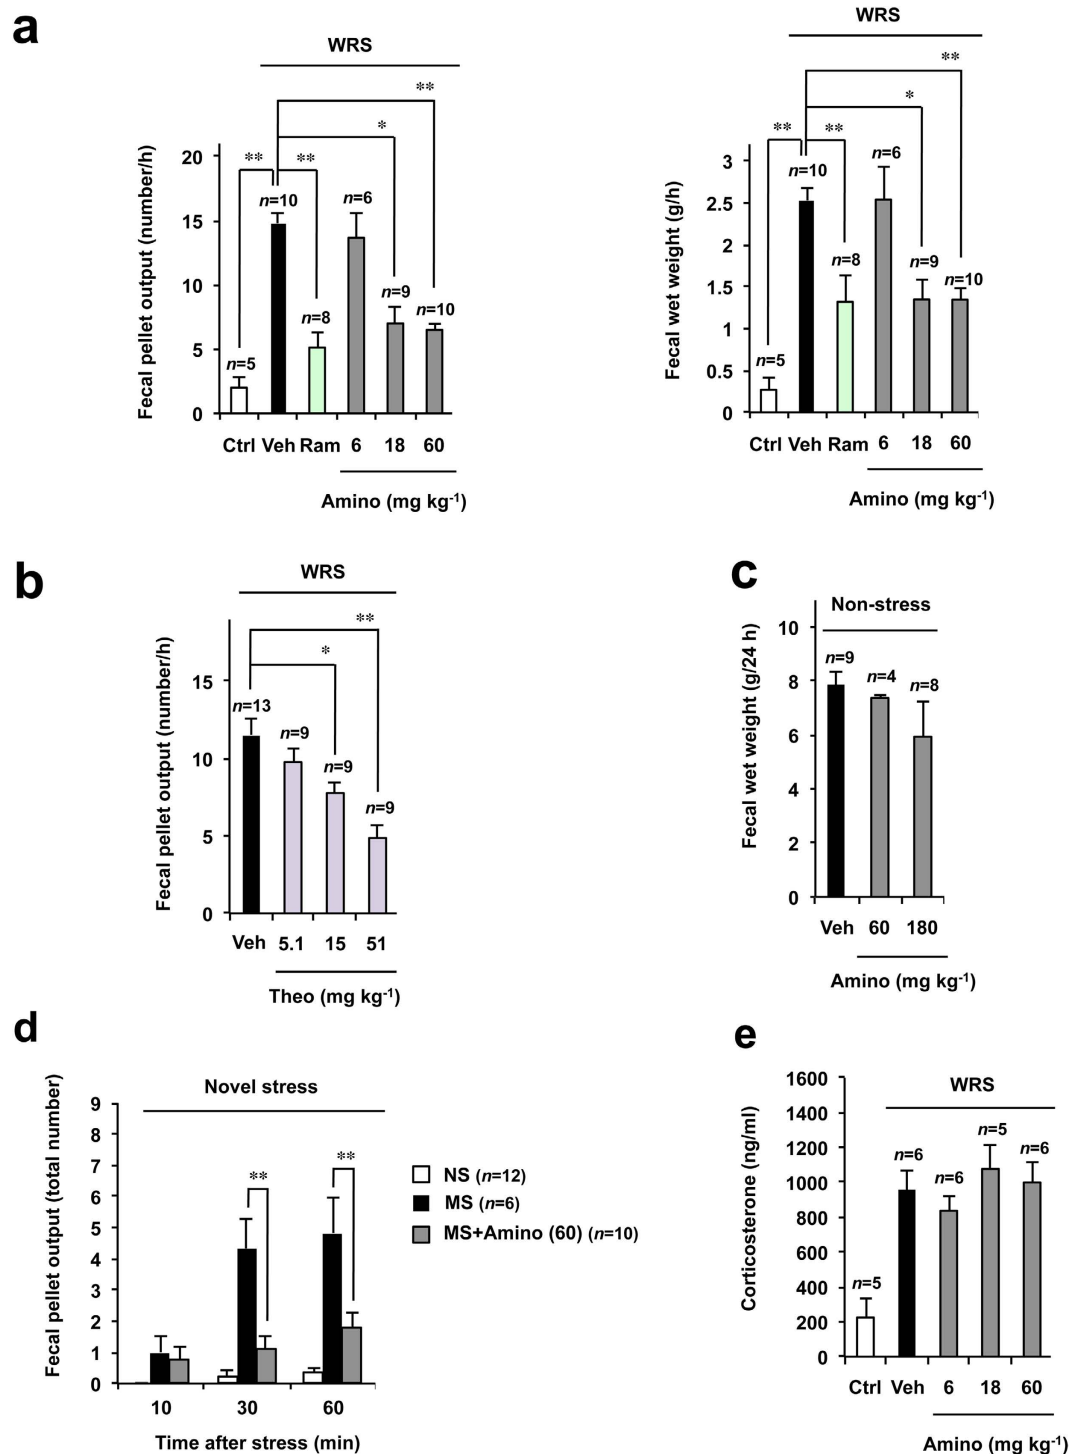 a
WRS
**
*
**
**
Fecal pellet output (number/h)
20
15
10
5
0
n=5
n=10
n=8
n=6
n=9
n=10
Ctrl Veh Ram 6 18 60
Amino (mg kg-1)
WRS
**
*
**
**
Fecal wet weight (g/h)
3
2.5
2
1.5
1
0.5
0
n=5
n=10
n=8
n=6
n=9
n=10
Ctrl Veh Ram 6 18 60
Amino (mg kg-1)
b
WRS
**
*
Fecal pellet output (number/h)
15
10
5
0
n=13
n=9
n=9
n=9
Veh 5.1 15 51
Theo (mg kg-1)
c
Non-stress
Fecal wet weight (g/24 h)
10
8
6
4
2
0
n=9
n=4
n=8
Veh 60 180
Amino (mg kg-1)
d
Novel stress
Fecal pellet output (total number)
9
8
7
6
5
4
3
2
1
0
**
**
10 30 60
Time after stress (min)
NS (n=12)
MS (n=6)
MS+Amino (60) (n=10)
e
WRS
Corticosterone (ng/ml)
1600
1400
1200
1000
800
600
400
200
0
n=5
n=6
n=6
n=5
n=6
Ctrl Veh 6 18 60
Amino (mg kg-1)